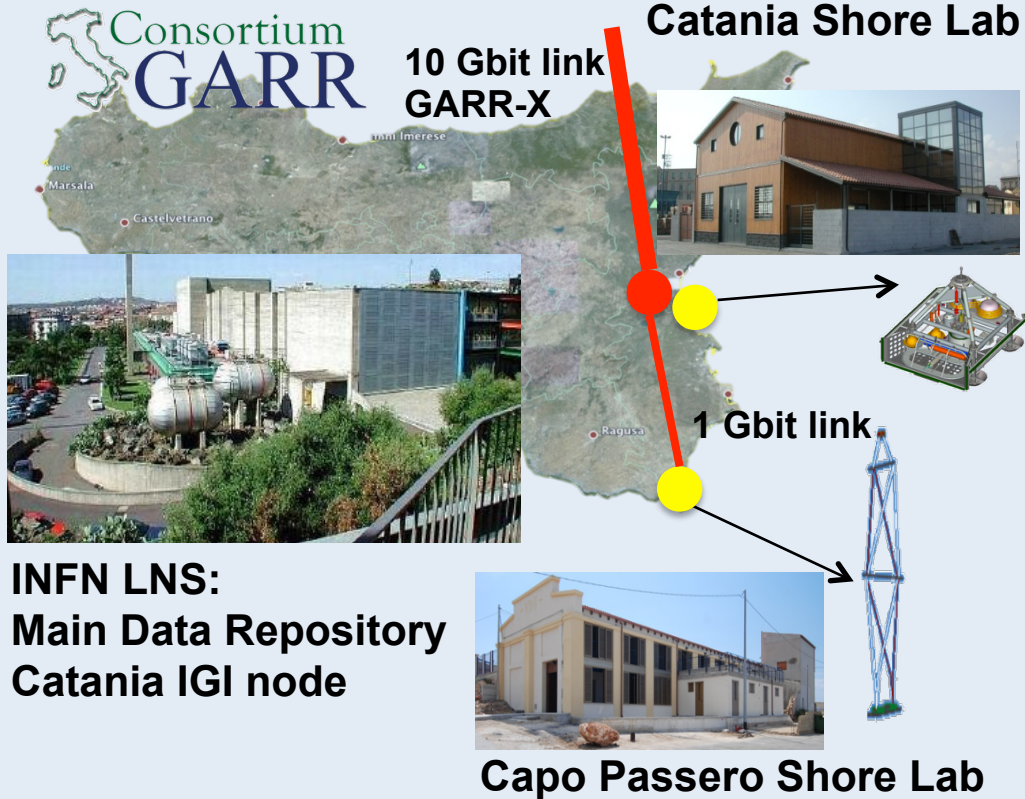 Consortium
GARR
10 Gbit link
GARR-X
Catania Shore Lab
Marsala
Castelvetrano
Imerese
Ragusa
1 Gbit link
INFN LNS:
Main Data Repository
Catania IGI node
Capo Passero Shore Lab